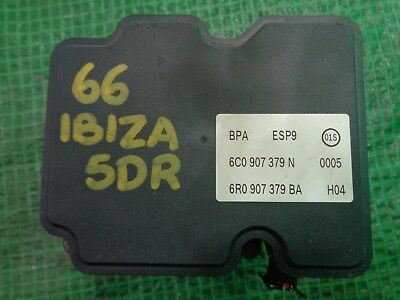 66
IBIZA
5DR
BPA ESP9 01S
6C0 907 379 N 0005
6R0 907 379 BA H04